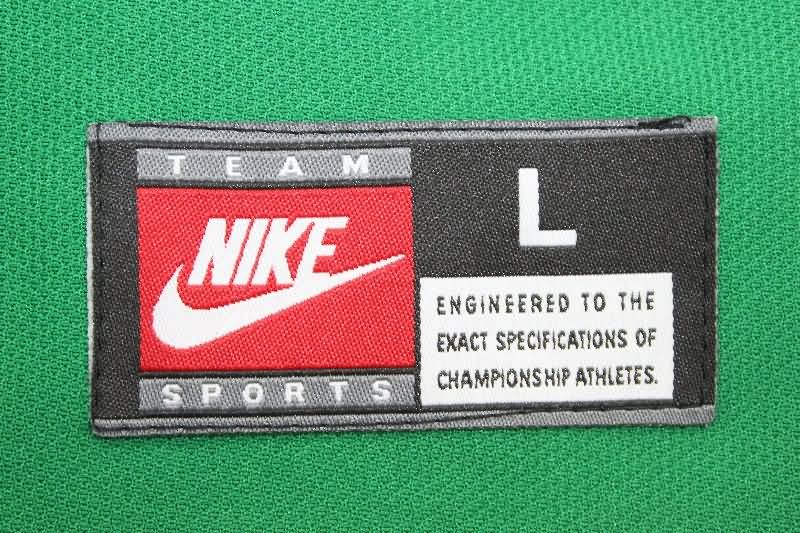 TEAM
NIKE
SPORTS
L
ENGINEERED TO THE
EXACT SPECIFICATIONS OF
CHAMPIONSHIP ATHLETES.